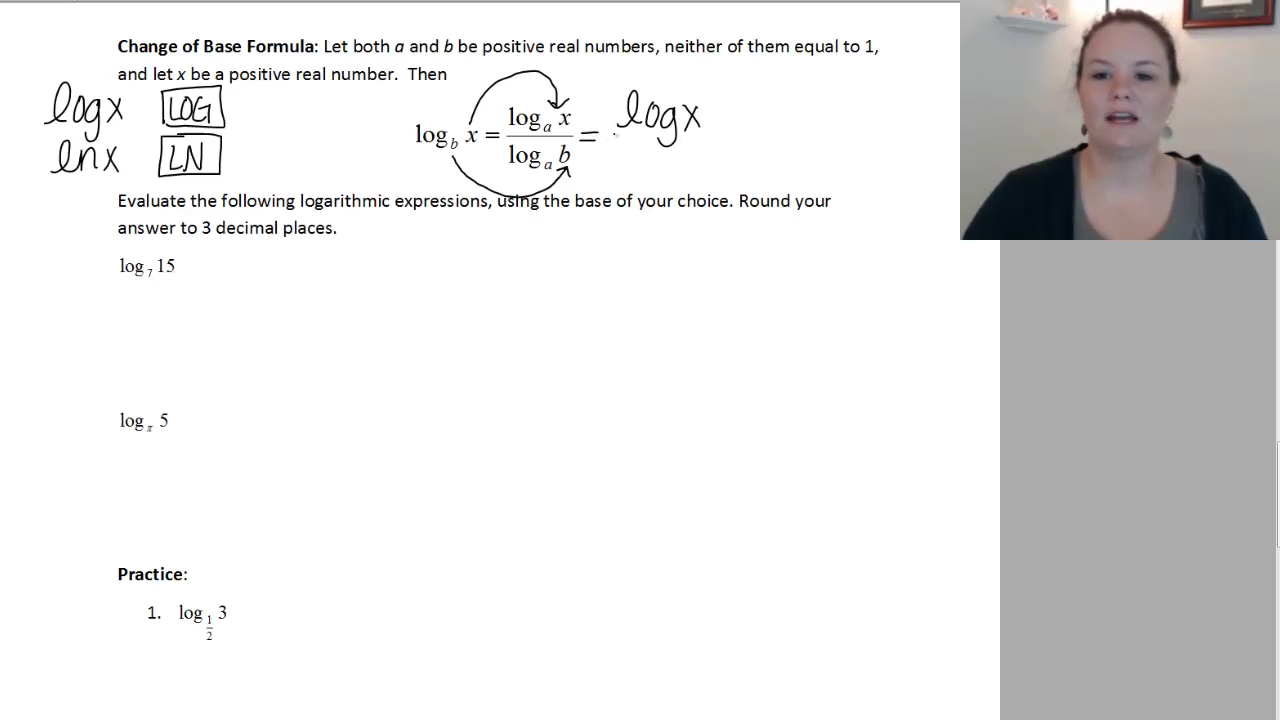 Change of Base Formula: Let both a and b be positive real numbers, neither of them equal to 1,
and let x be a positive real number. Then
log x LOG
ln x LN
log_b x = log_a x / log_a b = log x
Evaluate the following logarithmic expressions, using the base of your choice. Round your
answer to 3 decimal places.
log_7 15
log_π 5
Practice:
1. log_{1/2} 3